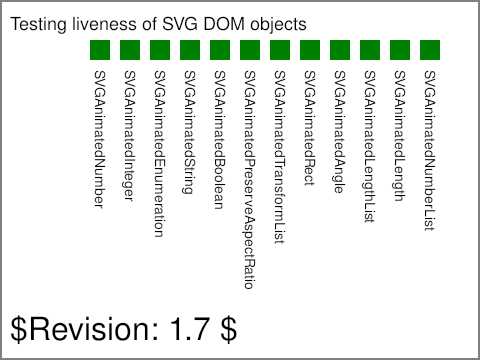 Testing liveness of SVG DOM objects
SVGAnimatedNumber
SVGAnimatedInteger
SVGAnimatedEnumeration
SVGAnimatedString
SVGAnimatedBoolean
SVGAnimatedPreserveAspectRatio
SVGAnimatedTransformList
SVGAnimatedRect
SVGAnimatedAngle
SVGAnimatedLengthList
SVGAnimatedLength
SVGAnimatedNumberList
$Revision: 1.7 $